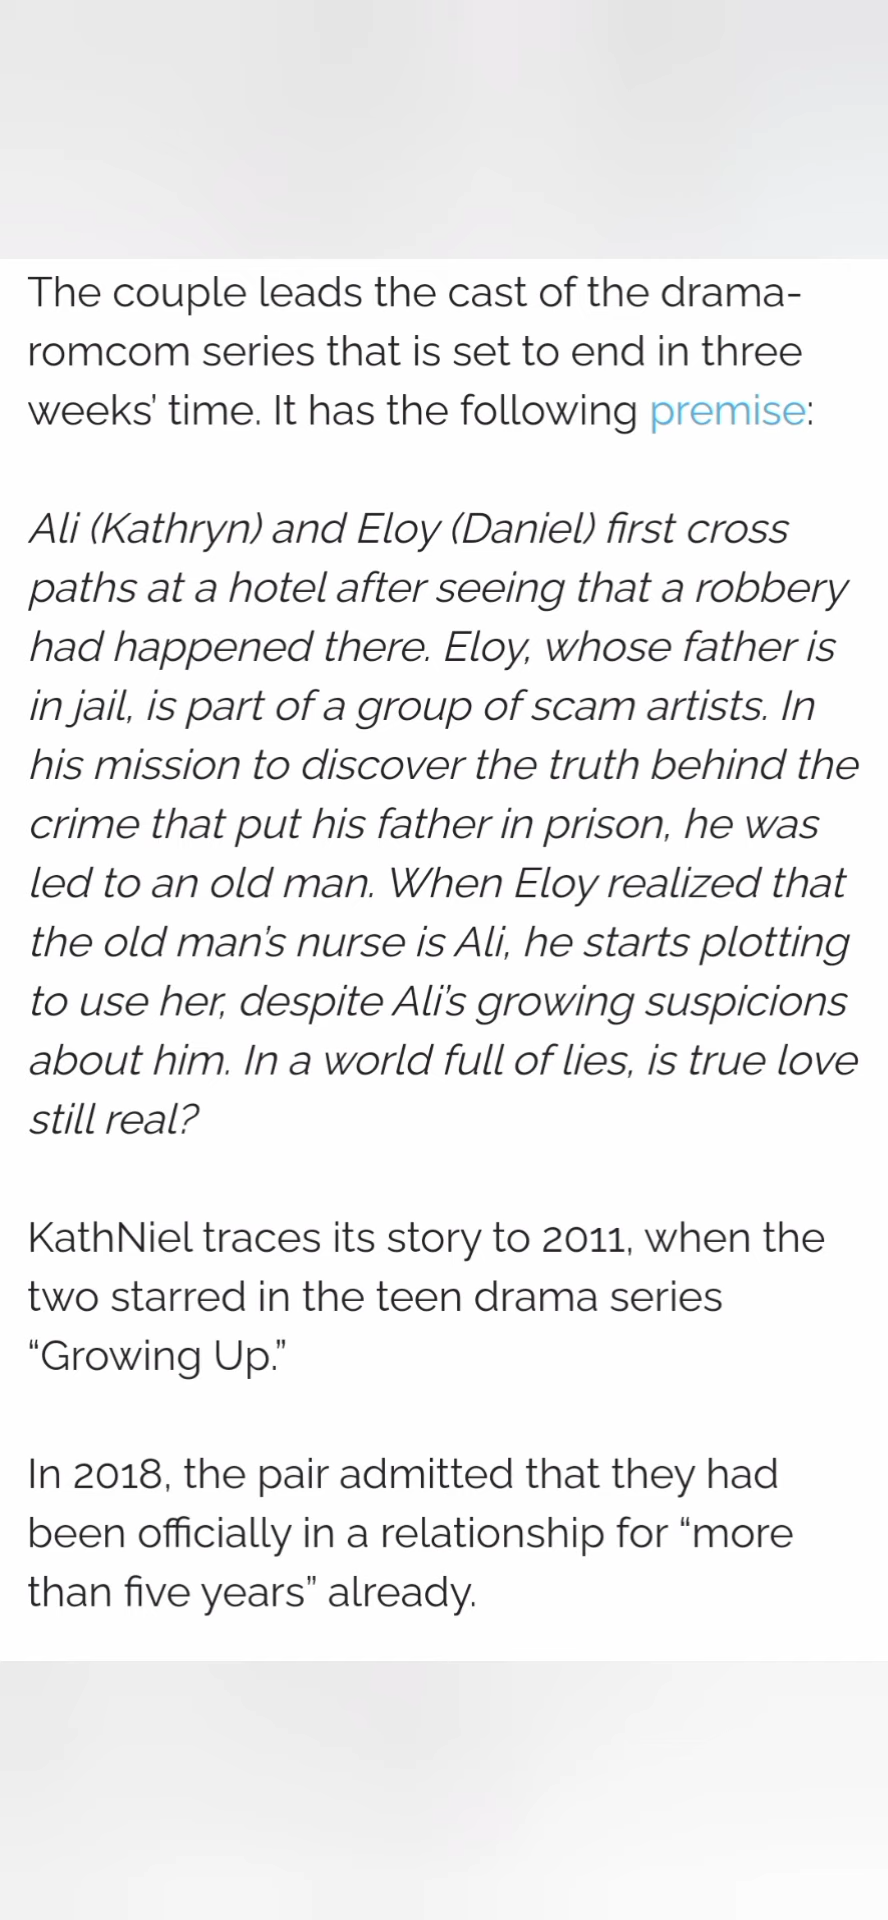 The couple leads the cast of the drama-
romcom series that is set to end in three
weeks’ time. It has the following premise:
Ali (Kathryn) and Eloy (Daniel) first cross
paths at a hotel after seeing that a robbery
had happened there. Eloy, whose father is
in jail, is part of a group of scam artists. In
his mission to discover the truth behind the
crime that put his father in prison, he was
led to an old man. When Eloy realized that
the old man’s nurse is Ali, he starts plotting
to use her, despite Ali’s growing suspicions
about him. In a world full of lies, is true love
still real?
KathNiel traces its story to 2011, when the
two starred in the teen drama series
“Growing Up.”
In 2018, the pair admitted that they had
been officially in a relationship for “more
than five years” already.